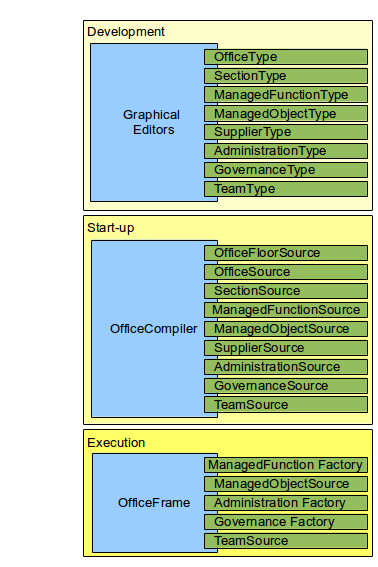 Development
Graphical
Editors
OfficeType
SectionType
ManagedFunctionType
ManagedObjectType
SupplierType
AdministrationType
GovernanceType
TeamType
Start-up
OfficeCompiler
OfficeFloorSource
OfficeSource
SectionSource
ManagedFunctionSource
ManagedObjectSource
SupplierSource
AdministrationSource
GovernanceSource
TeamSource
Execution
OfficeFrame
ManagedFunction Factory
ManagedObjectSource
Administration Factory
Governance Factory
TeamSource